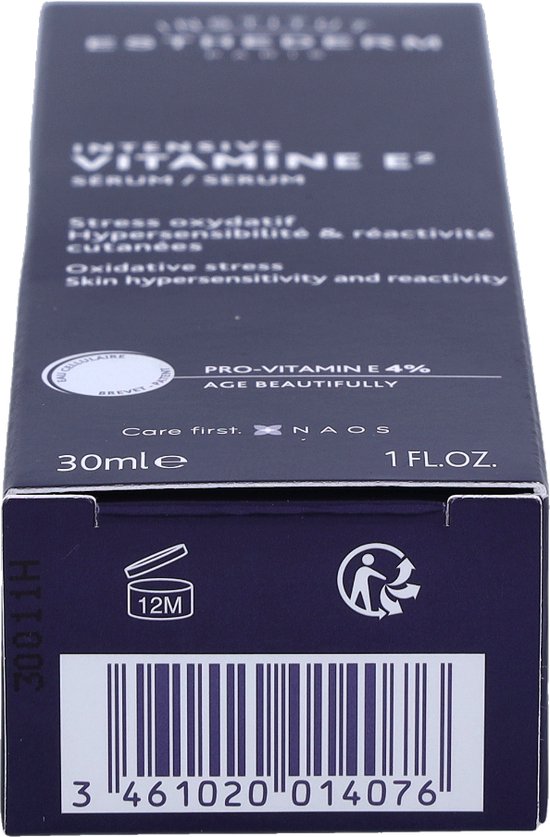 INSTITUT
ESTHEDERM
PARIS
INTENSIVE
VITAMINE E²
SÉRUM / SERUM
Stress oxydatif
Hypersensibilité & réactivité
cutanées
Oxidative stress
Skin hypersensitivity and reactivity
EAU CELLULAIRE
BREVET - PATENT
PRO-VITAMIN E 4%
AGE BEAUTIFULLY
Care first. NAOS
30ml e 1 FL.OZ.
12M
30011H
3 461020 014076